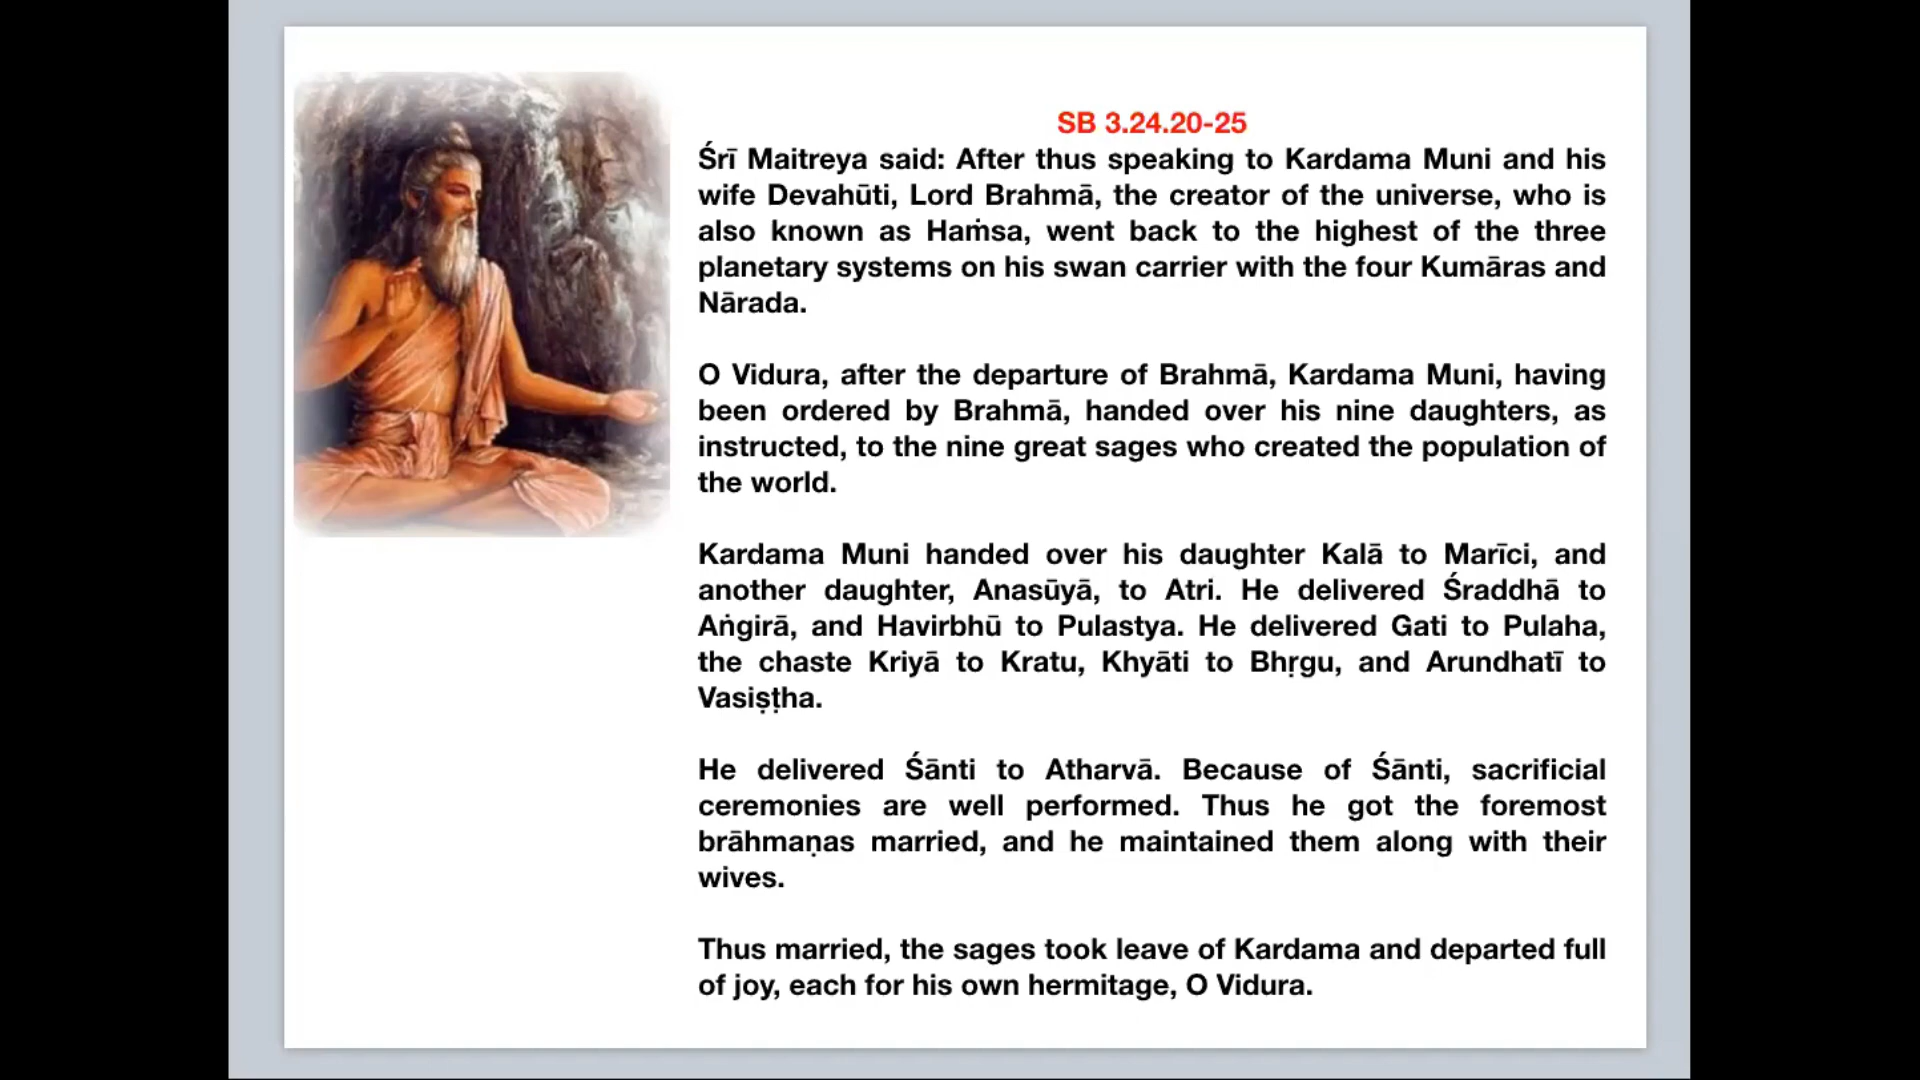 SB 3.24.20-25
Śrī Maitreya said: After thus speaking to Kardama Muni and his
wife Devahūti, Lord Brahmā, the creator of the universe, who is
also known as Haṁsa, went back to the highest of the three
planetary systems on his swan carrier with the four Kumāras and
Nārada.
O Vidura, after the departure of Brahmā, Kardama Muni, having
been ordered by Brahmā, handed over his nine daughters, as
instructed, to the nine great sages who created the population of
the world.
Kardama Muni handed over his daughter Kalā to Marīci, and
another daughter, Anasūyā, to Atri. He delivered Śraddhā to
Aṅgirā, and Havirbhū to Pulastya. He delivered Gati to Pulaha,
the chaste Kriyā to Kratu, Khyāti to Bhṛgu, and Arundhatī to
Vasiṣṭha.
He delivered Śānti to Atharvā. Because of Śānti, sacrificial
ceremonies are well performed. Thus he got the foremost
brāhmaṇas married, and he maintained them along with their
wives.
Thus married, the sages took leave of Kardama and departed full
of joy, each for his own hermitage, O Vidura.